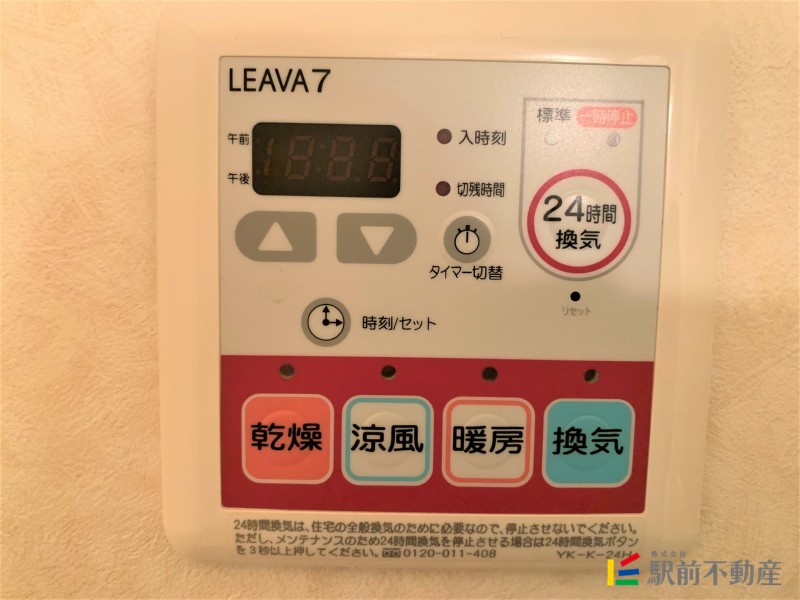 LEAVA7
標準 一時停止
午前
午後
入時刻
切残時間
24時間
換気
タイマー切替
リセット
時刻/セット
乾燥
涼風
暖房
換気
24時間換気は、住宅の全般換気のために必要なので、停止させないでください。
ただし、メンテナンスのため24時間換気を停止させる場合は24時間換気ボタン
を3秒以上押してください。 0120-011-408 YK-K-24H
株式会社
駅前不動産